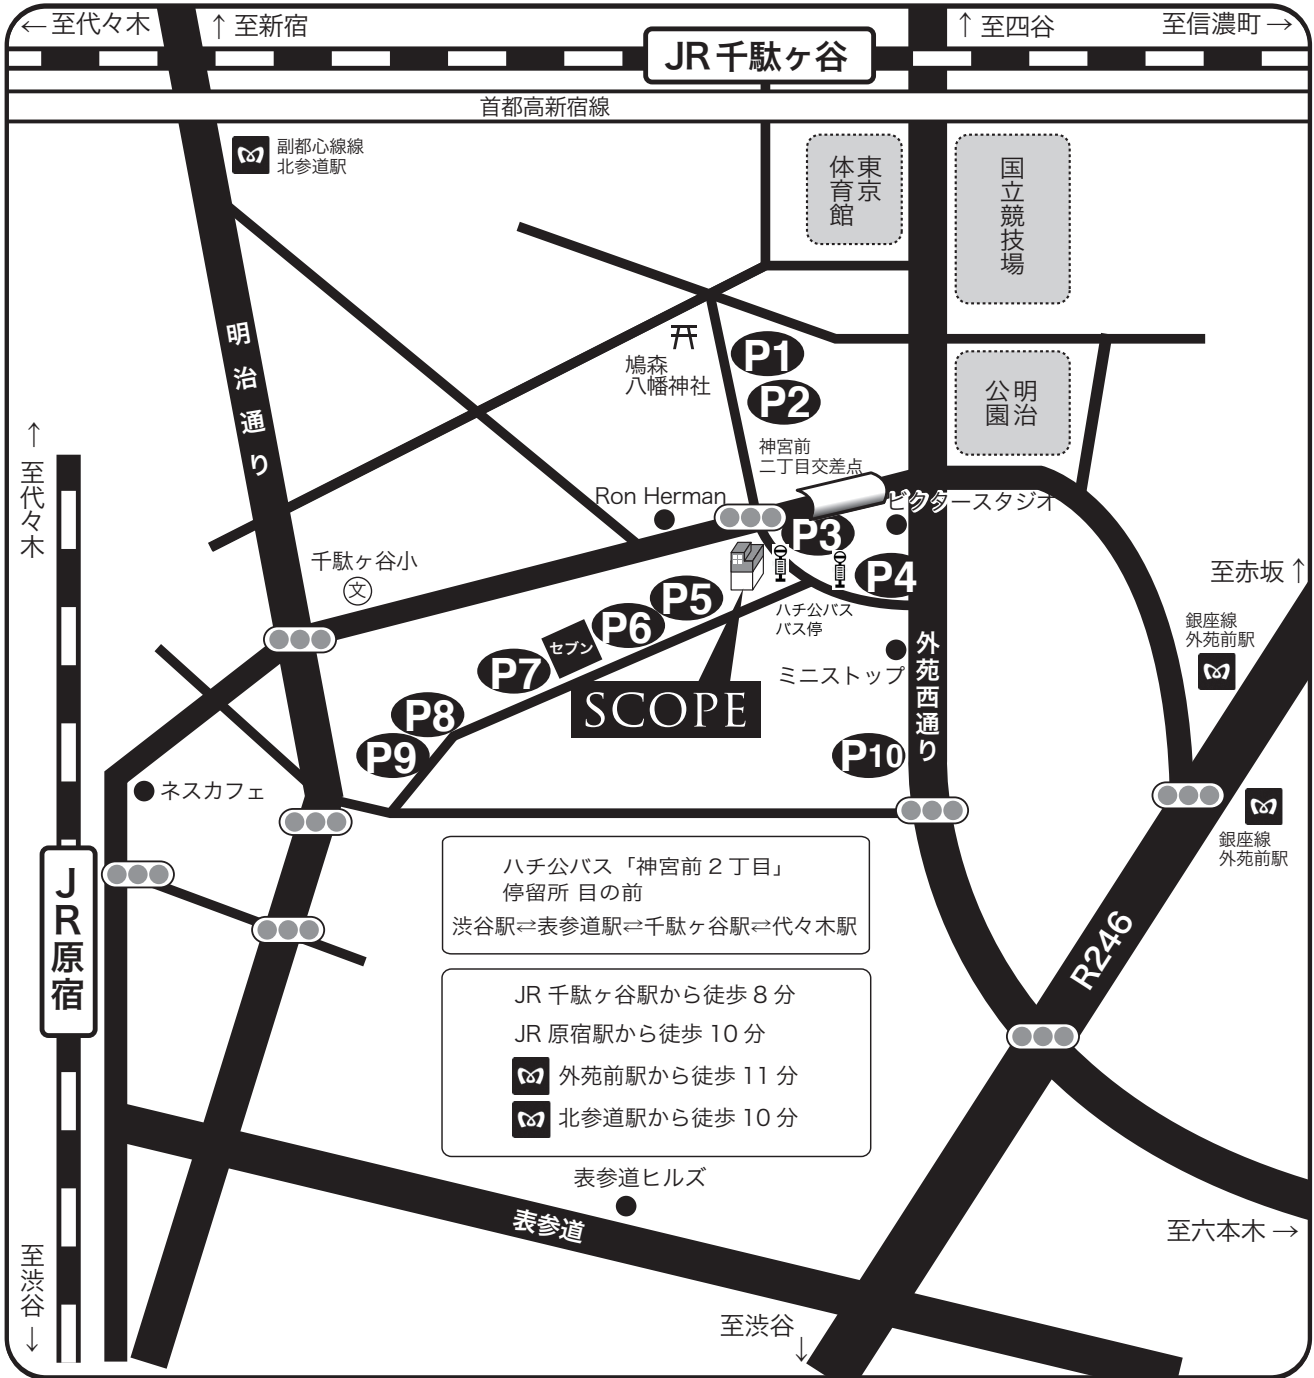 ←至代々木
↑至新宿
JR千駄ヶ谷
↑至四谷
至信濃町→
首都高新宿線
副都心線線
北参道駅
東京
体育館
国立競技場
明治通り
鳩森
八幡神社
P1
P2
明治
公園
神宮前
二丁目交差点
Ron Herman
ビクタースタジオ
↑至代々木
千駄ヶ谷小
文
P3
P4
P5
P6
セブン
P7
P8
P9
ハチ公バス
バス停
至赤坂↑
銀座線
外苑前駅
ミニストップ
外苑西通り
SCOPE
P10
ネスカフェ
銀座線
外苑前駅
JR原宿
ハチ公バス「神宮前2丁目」
停留所 目の前
渋谷駅⇄表参道駅⇄千駄ヶ谷駅⇄代々木駅
R246
JR 千駄ヶ谷駅から徒歩 8 分
JR 原宿駅から徒歩 10 分
外苑前駅から徒歩 11 分
北参道駅から徒歩 10 分
表参道ヒルズ
表参道
至六本木→
至渋谷↓
至渋谷↓